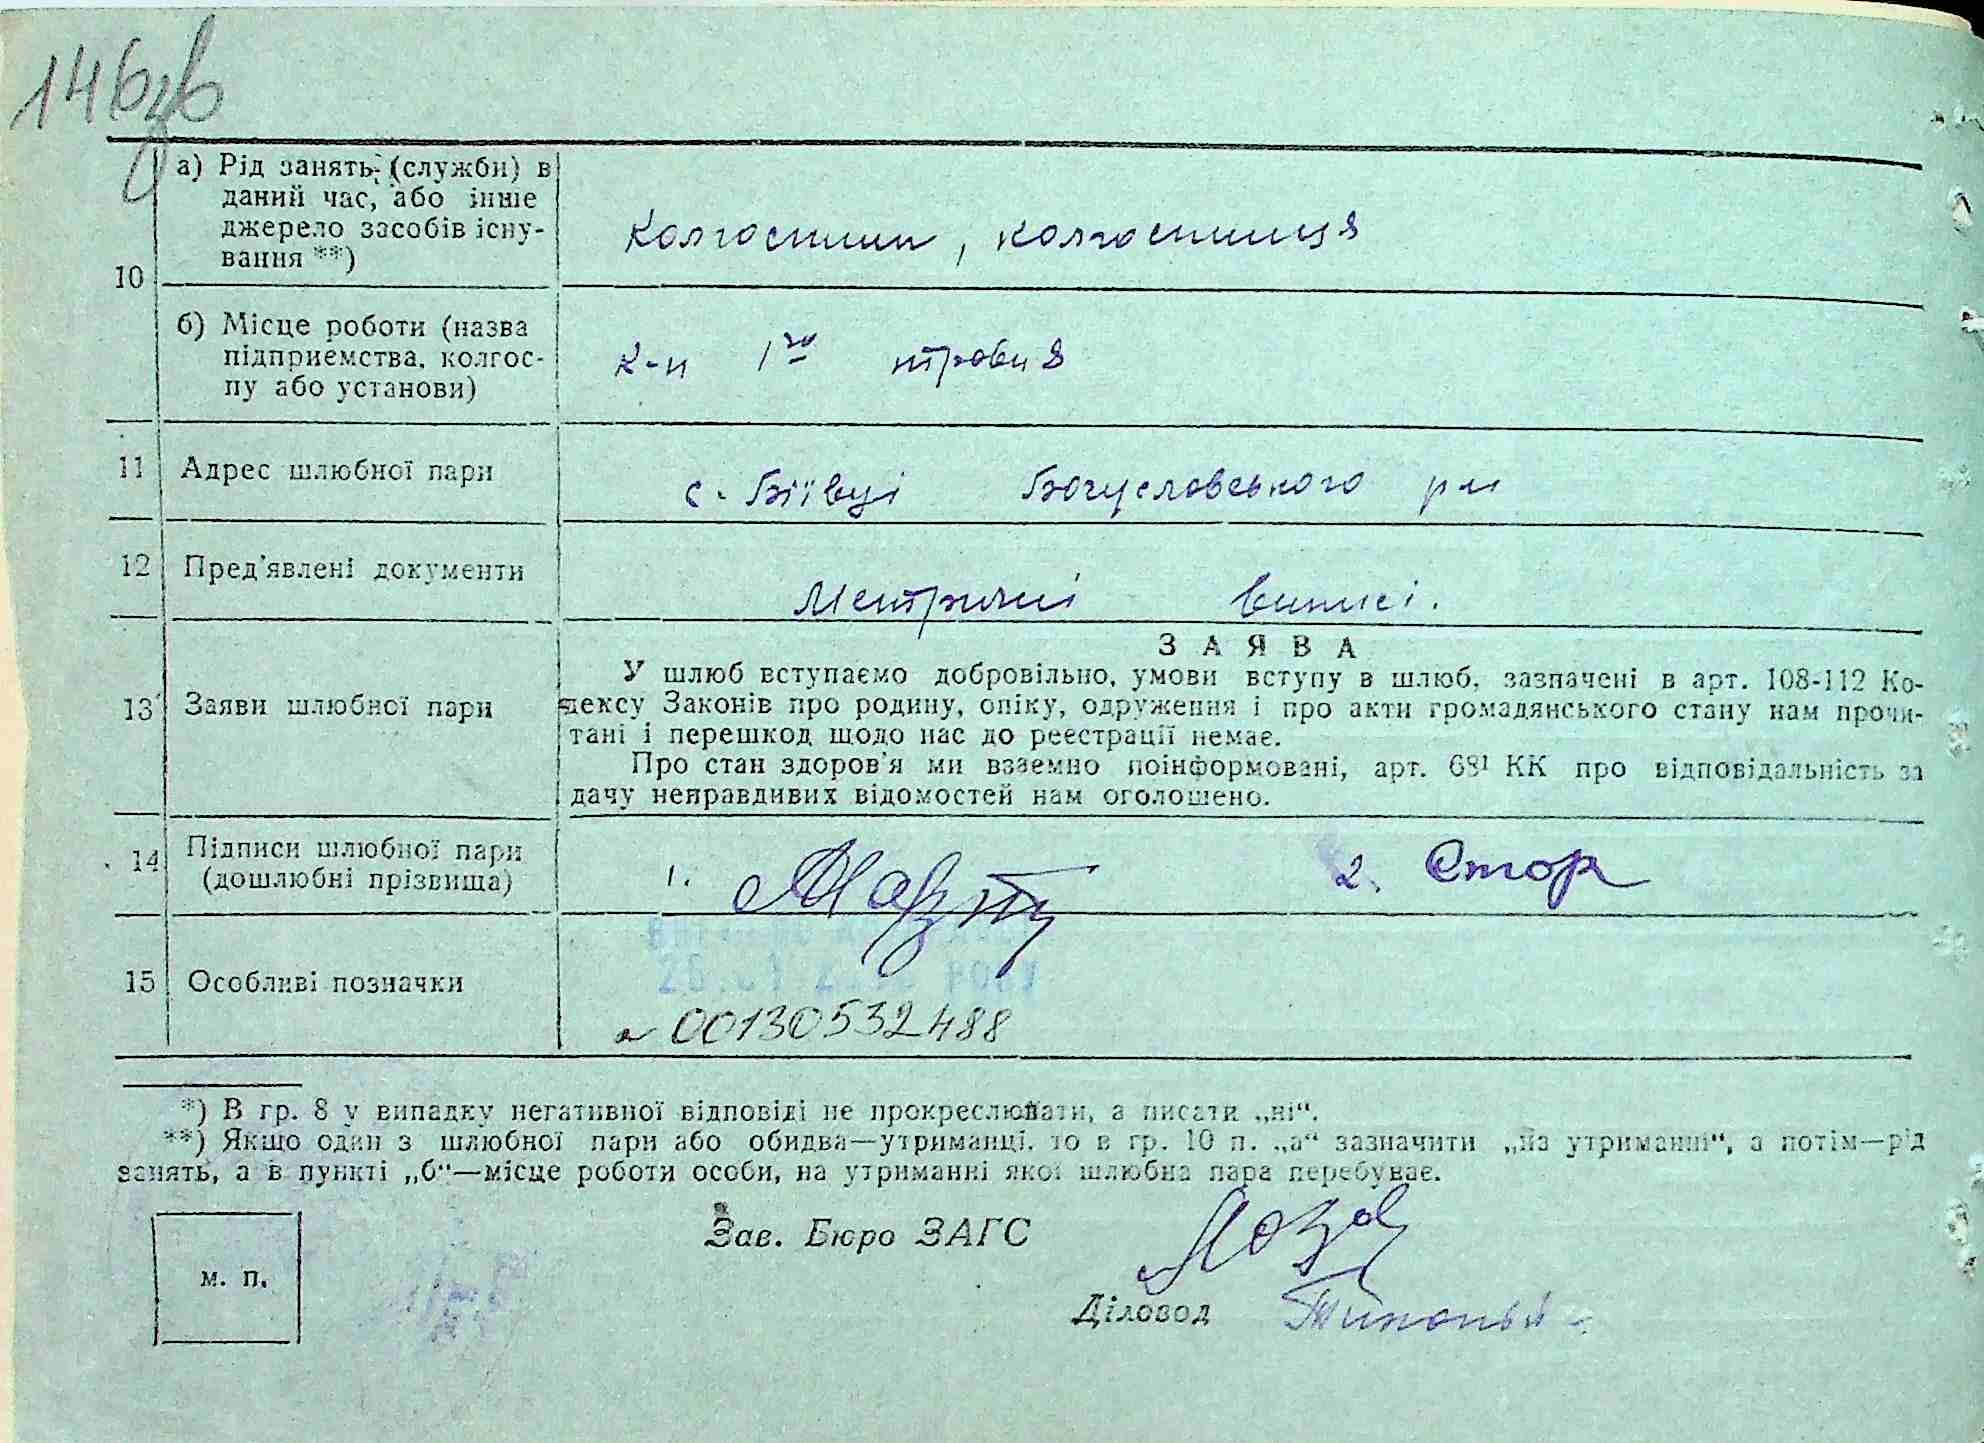 146зв
10
а) Рід занять, (служби) в
даний час, або інше
джерело засобів існу-
вання **)
колгоспник, колгоспниця
б) Місце роботи (назва
підприємства, колгос-
пу або установи)
к-п 1го травня
11 Адрес шлюбної пари
с. Біївці Богуславського р-н
12 Пред'явлені документи
Метричні виписі.
13 Заяви шлюбної пари
ЗАЯВА
У шлюб вступаємо добровільно, умови вступу в шлюб, зазначені в арт. 108-112 Ко-
дексу Законів про родину, опіку, одруження і про акти громадянського стану нам прочи-
тані і перешкод щодо нас до реєстрації немає.
Про стан здоров'я ми взаємно поінформовані, арт. 68¹ КК про відповідальність за
дачу неправдивих відомостей нам оголошено.
14 Підписи шлюбної пари
(дошлюбні прізвища)
1. 2. Стор
15 Особливі позначки
РОКУ
00130532488
*) В гр. 8 у випадку негативної відповіді не прокреслювати, а писати „ні“.
**) Якщо один з шлюбної пари або обидва—утриманці, то в гр. 10 п. „а“ зазначити „на утриманні“, а потім—рід
занять, а в пункті „б“—місце роботи особи, на утриманні якої шлюбна пара перебуває.
Зав. Бюро ЗАГС
м. п.
Діловод